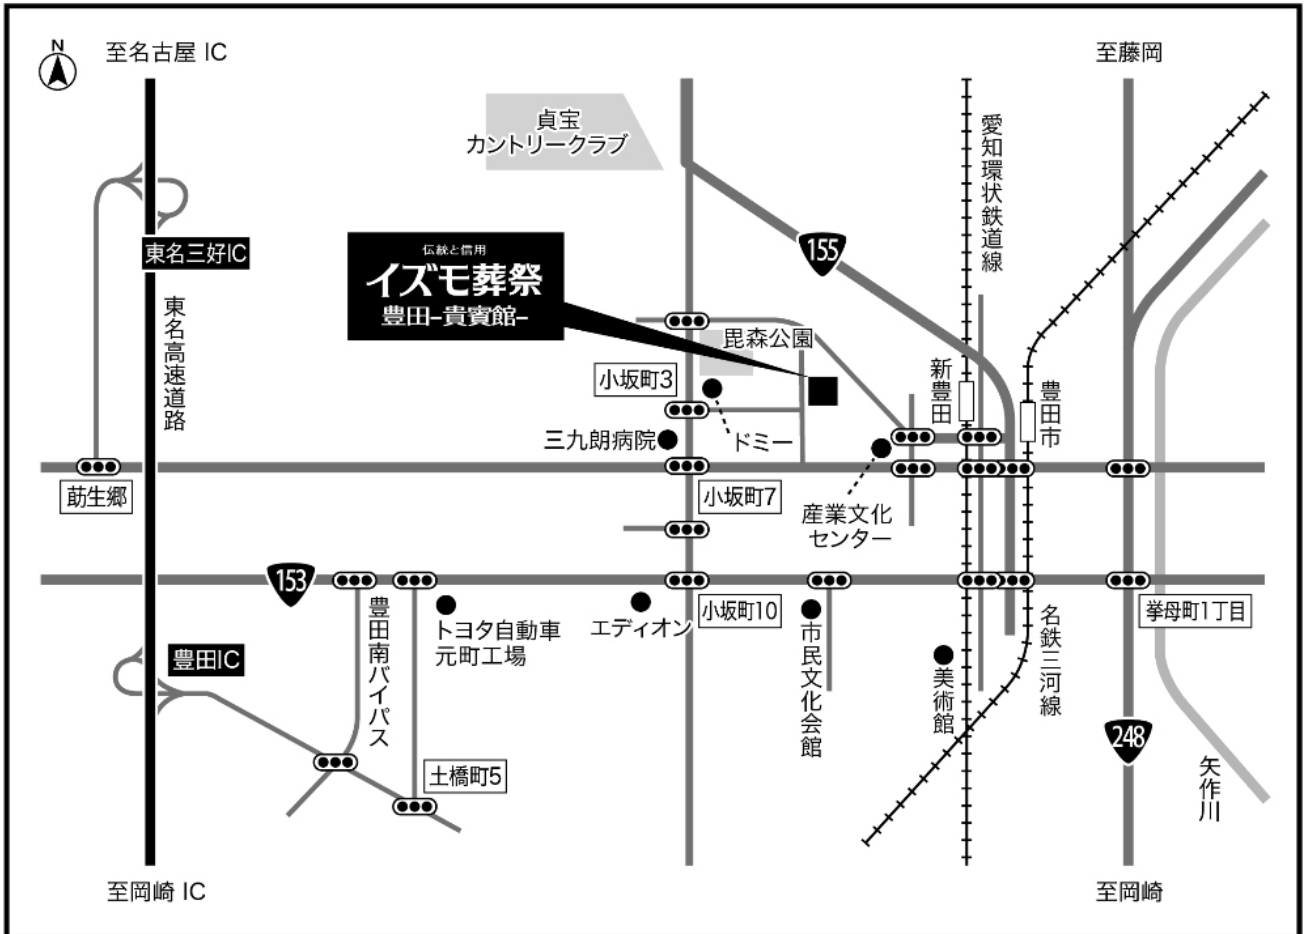 N
至名古屋 IC
至藤岡
貞宝
カントリークラブ
愛知環状鉄道線
155
東名三好IC
伝統と信用
イズモ葬祭
豊田–貴賓館–
東名高速道路
毘森公園
小坂町3
新豊田
豊田市
三九朗病院
ドミー
莇生郷
小坂町7
産業文化
センター
153
豊田南バイパス
トヨタ自動車
元町工場
エディオン
小坂町10
市民文化会館
名鉄三河線
挙母町1丁目
豊田IC
美術館
248
土橋町5
矢作川
至岡崎 IC
至岡崎